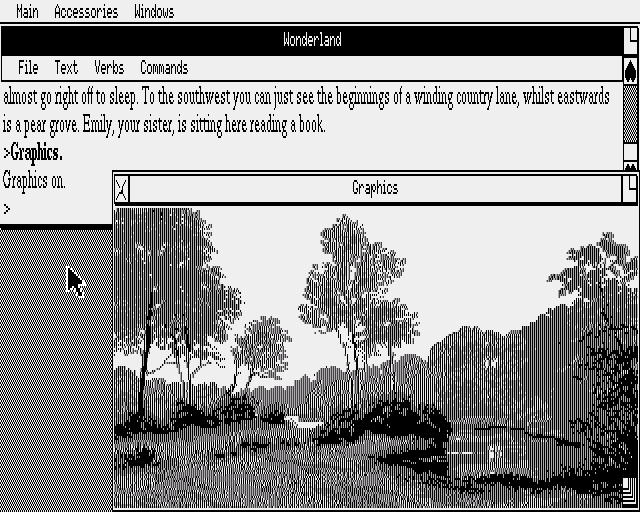 Main Accessories Windows
Wonderland
File Text Verbs Commands
almost go right off to sleep. To the southwest you can just see the beginnings of a winding country lane, whilst eastwards
is a pear grove. Emily, your sister, is sitting here reading a book.
>Graphics.
Graphics on.
>
Graphics